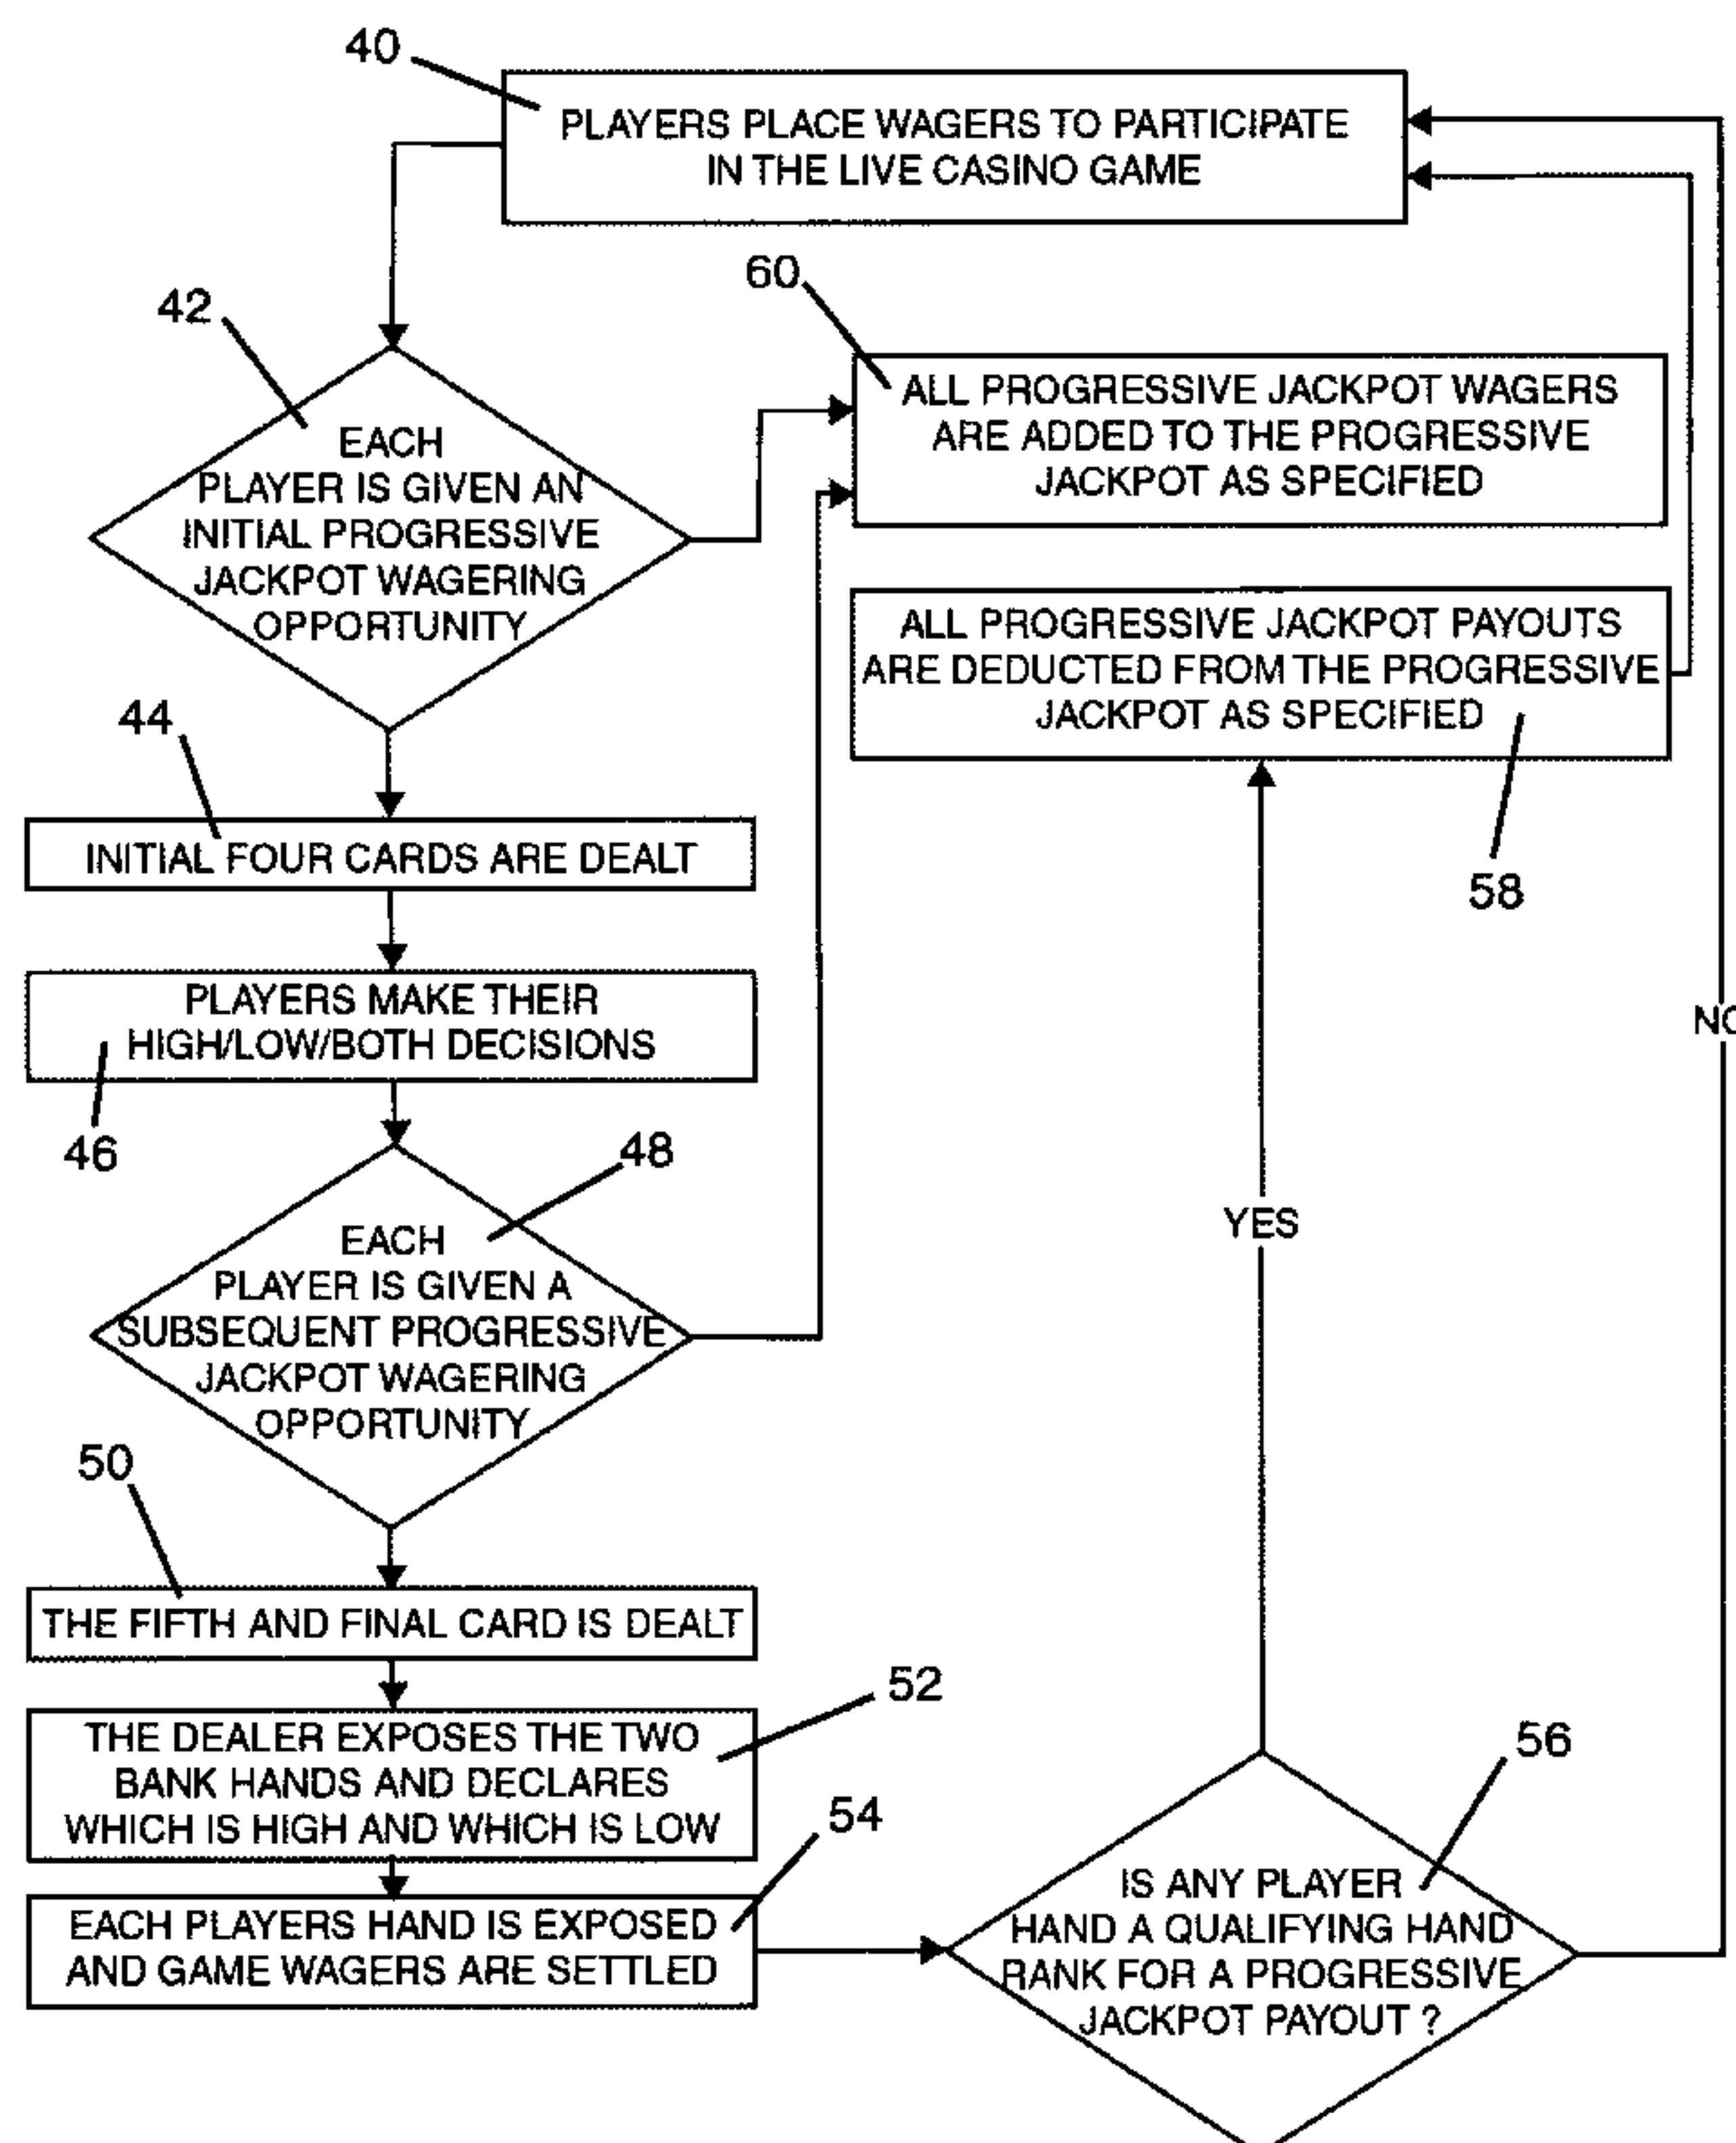 40
PLAYERS PLACE WAGERS TO PARTICIPATE
IN THE LIVE CASINO GAME
42
EACH
PLAYER IS GIVEN AN
INITIAL PROGRESSIVE
JACKPOT WAGERING
OPPORTUNITY
60
ALL PROGRESSIVE JACKPOT WAGERS
ARE ADDED TO THE PROGRESSIVE
JACKPOT AS SPECIFIED
ALL PROGRESSIVE JACKPOT PAYOUTS
ARE DEDUCTED FROM THE PROGRESSIVE
JACKPOT AS SPECIFIED
58
44
INITIAL FOUR CARDS ARE DEALT
PLAYERS MAKE THEIR
HIGH/LOW/BOTH DECISIONS
46
NO
48
EACH
PLAYER IS GIVEN A
SUBSEQUENT PROGRESSIVE
JACKPOT WAGERING
OPPORTUNITY
YES
50
THE FIFTH AND FINAL CARD IS DEALT
52
THE DEALER EXPOSES THE TWO
BANK HANDS AND DECLARES
WHICH IS HIGH AND WHICH IS LOW
54
EACH PLAYERS HAND IS EXPOSED
AND GAME WAGERS ARE SETTLED
56
IS ANY PLAYER
HAND A QUALIFYING HAND
RANK FOR A PROGRESSIVE
JACKPOT PAYOUT ?